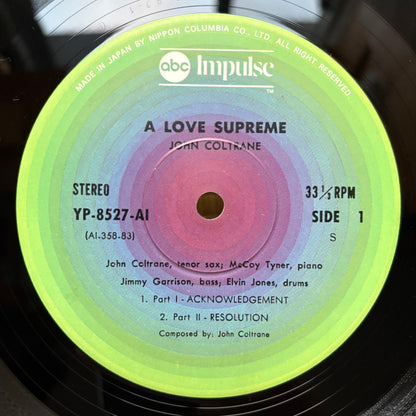 MADE IN JAPAN BY NIPPON COLUMBIA CO., LTD. ALL RIGHT RESERVED.
abc Impulse
TM
A LOVE SUPREME
JOHN COLTRANE
STEREO 33 1/3 RPM
YP-8527-AI SIDE 1
(AI-358-83) S
John Coltrane, tenor sax; McCoy Tyner, piano
Jimmy Garrison, bass; Elvin Jones, drums
1. Part I - ACKNOWLEDGEMENT
2. Part II - RESOLUTION
Composed by: John Coltrane